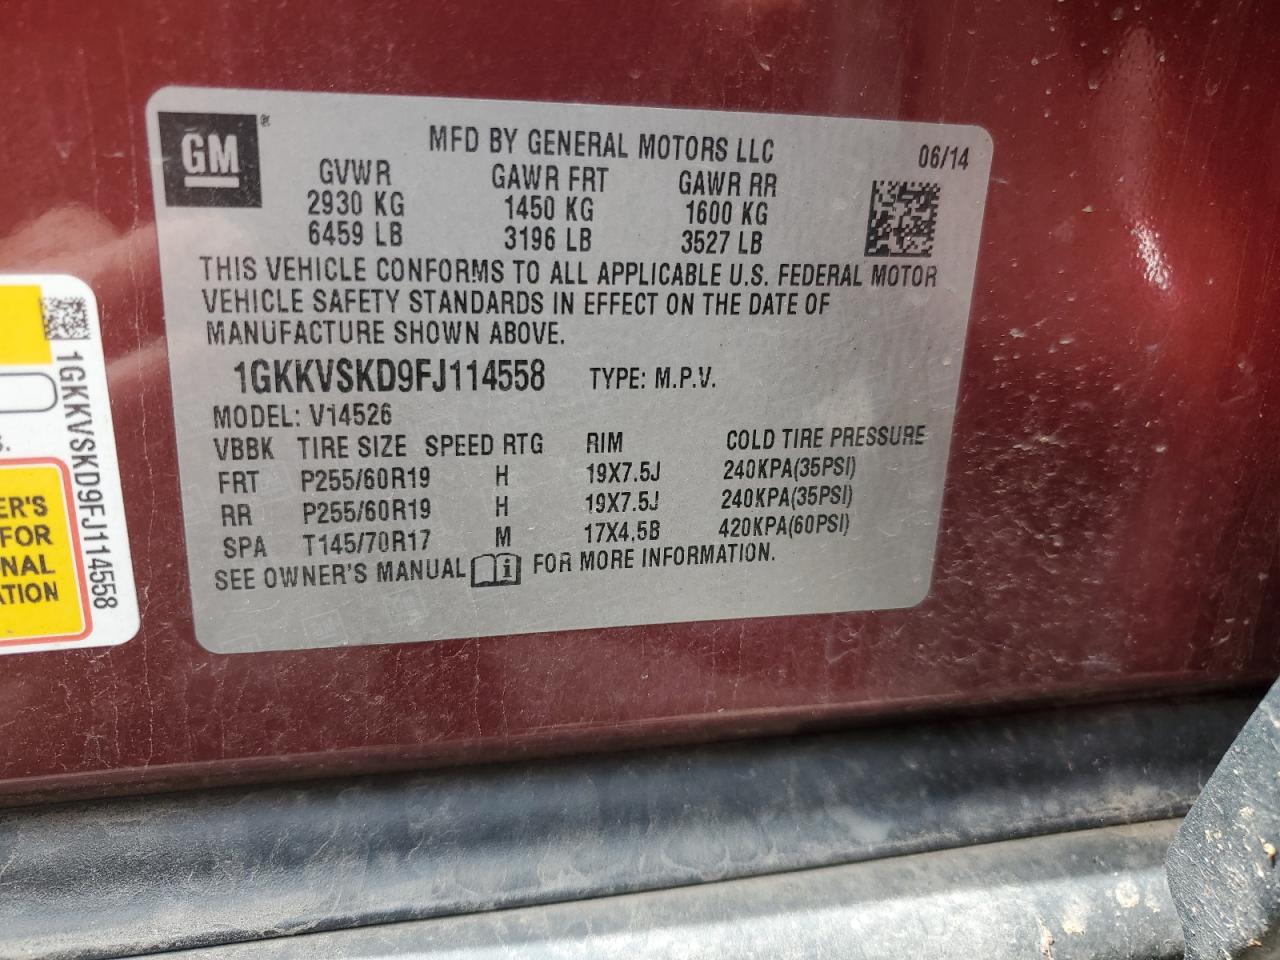 GM®
MFD BY GENERAL MOTORS LLC
06/14
GVWR GAWR FRT GAWR RR
2930 KG 1450 KG 1600 KG
6459 LB 3196 LB 3527 LB
THIS VEHICLE CONFORMS TO ALL APPLICABLE U.S. FEDERAL MOTOR
VEHICLE SAFETY STANDARDS IN EFFECT ON THE DATE OF
MANUFACTURE SHOWN ABOVE.
1GKKVSKD9FJ114558 TYPE: M.P.V.
MODEL: V14526
VBBK TIRE SIZE SPEED RTG RIM COLD TIRE PRESSURE
FRT P255/60R19 H 19X7.5J 240KPA(35PSI)
RR P255/60R19 H 19X7.5J 240KPA(35PSI)
SPA T145/70R17 M 17X4.5B 420KPA(60PSI)
SEE OWNER'S MANUAL FOR MORE INFORMATION.
1GKKVSKD9FJ114558
S.
ER'S
FOR
NAL
ATION